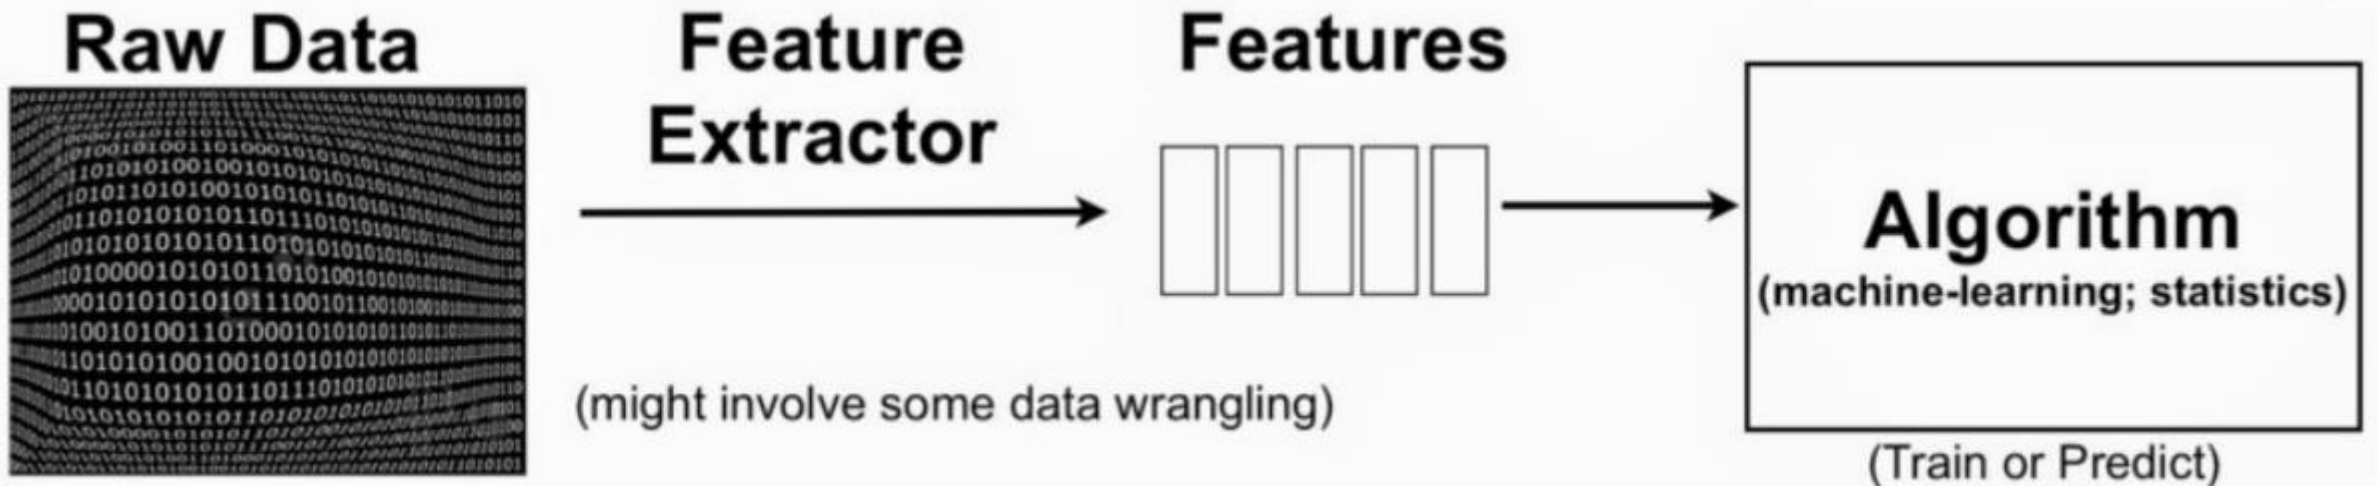 Raw Data
Feature
Extractor
Features
(might involve some data wrangling)
Algorithm
(machine-learning; statistics)
(Train or Predict)